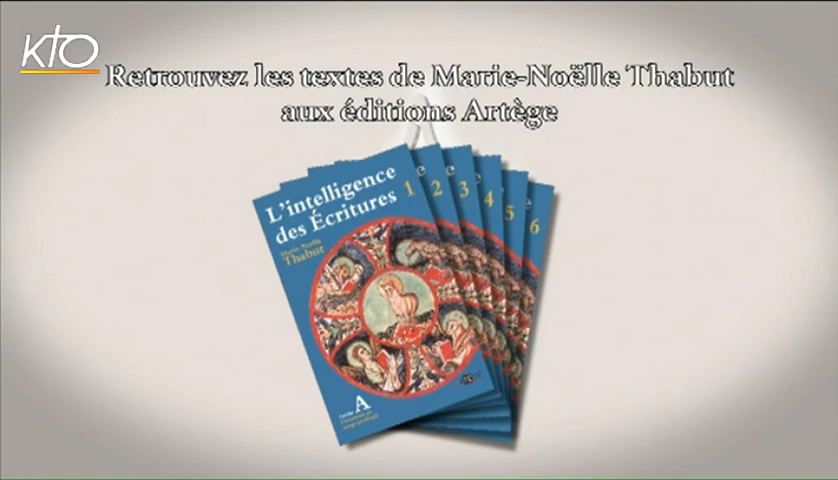 KTO
Retrouvez les textes de Marie-Noëlle Thabut
aux éditions Artège
L'intelligence
des Écritures
Marie-Noëlle
Thabut
1
2
3
4
5
6
A